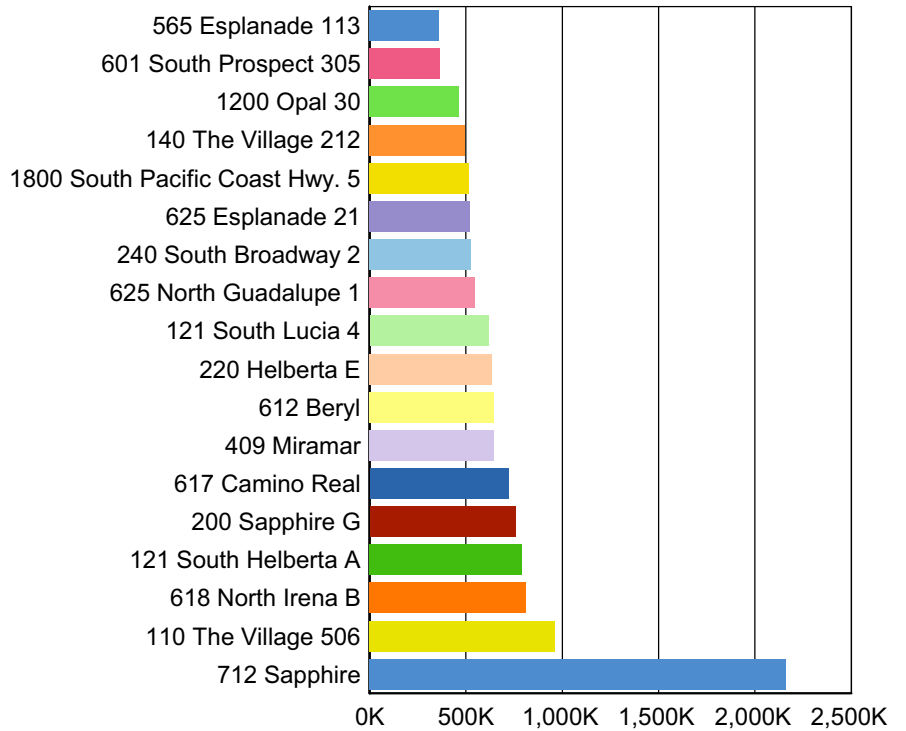 565 Esplanade 113
601 South Prospect 305
1200 Opal 30
140 The Village 212
1800 South Pacific Coast Hwy. 5
625 Esplanade 21
240 South Broadway 2
625 North Guadalupe 1
121 South Lucia 4
220 Helberta E
612 Beryl
409 Miramar
617 Camino Real
200 Sapphire G
121 South Helberta A
618 North Irena B
110 The Village 506
712 Sapphire
0K 500K 1,000K 1,500K 2,000K 2,500K